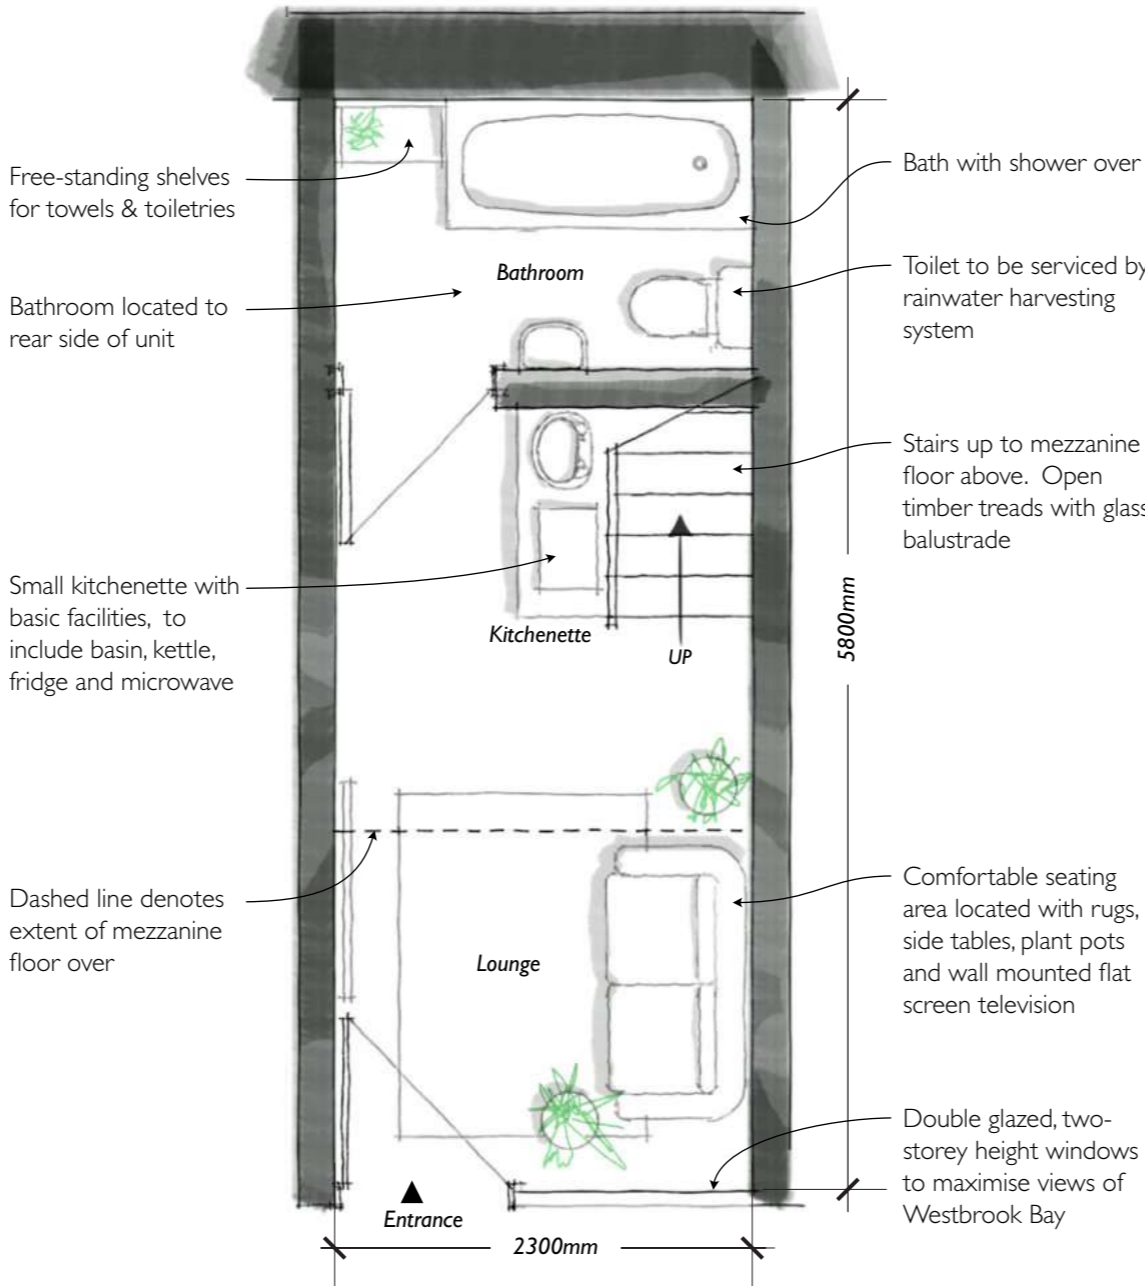 Free-standing shelves
for towels & toiletries
Bathroom located to
rear side of unit
Small kitchenette with
basic facilities, to
include basin, kettle,
fridge and microwave
Dashed line denotes
extent of mezzanine
floor over
Bathroom
Kitchenette
UP
Lounge
Entrance
2300mm
5800mm
Bath with shower over
Toilet to be serviced by
rainwater harvesting
system
Stairs up to mezzanine
floor above. Open
timber treads with glass
balustrade
Comfortable seating
area located with rugs,
side tables, plant pots
and wall mounted flat
screen television
Double glazed, two-
storey height windows
to maximise views of
Westbrook Bay